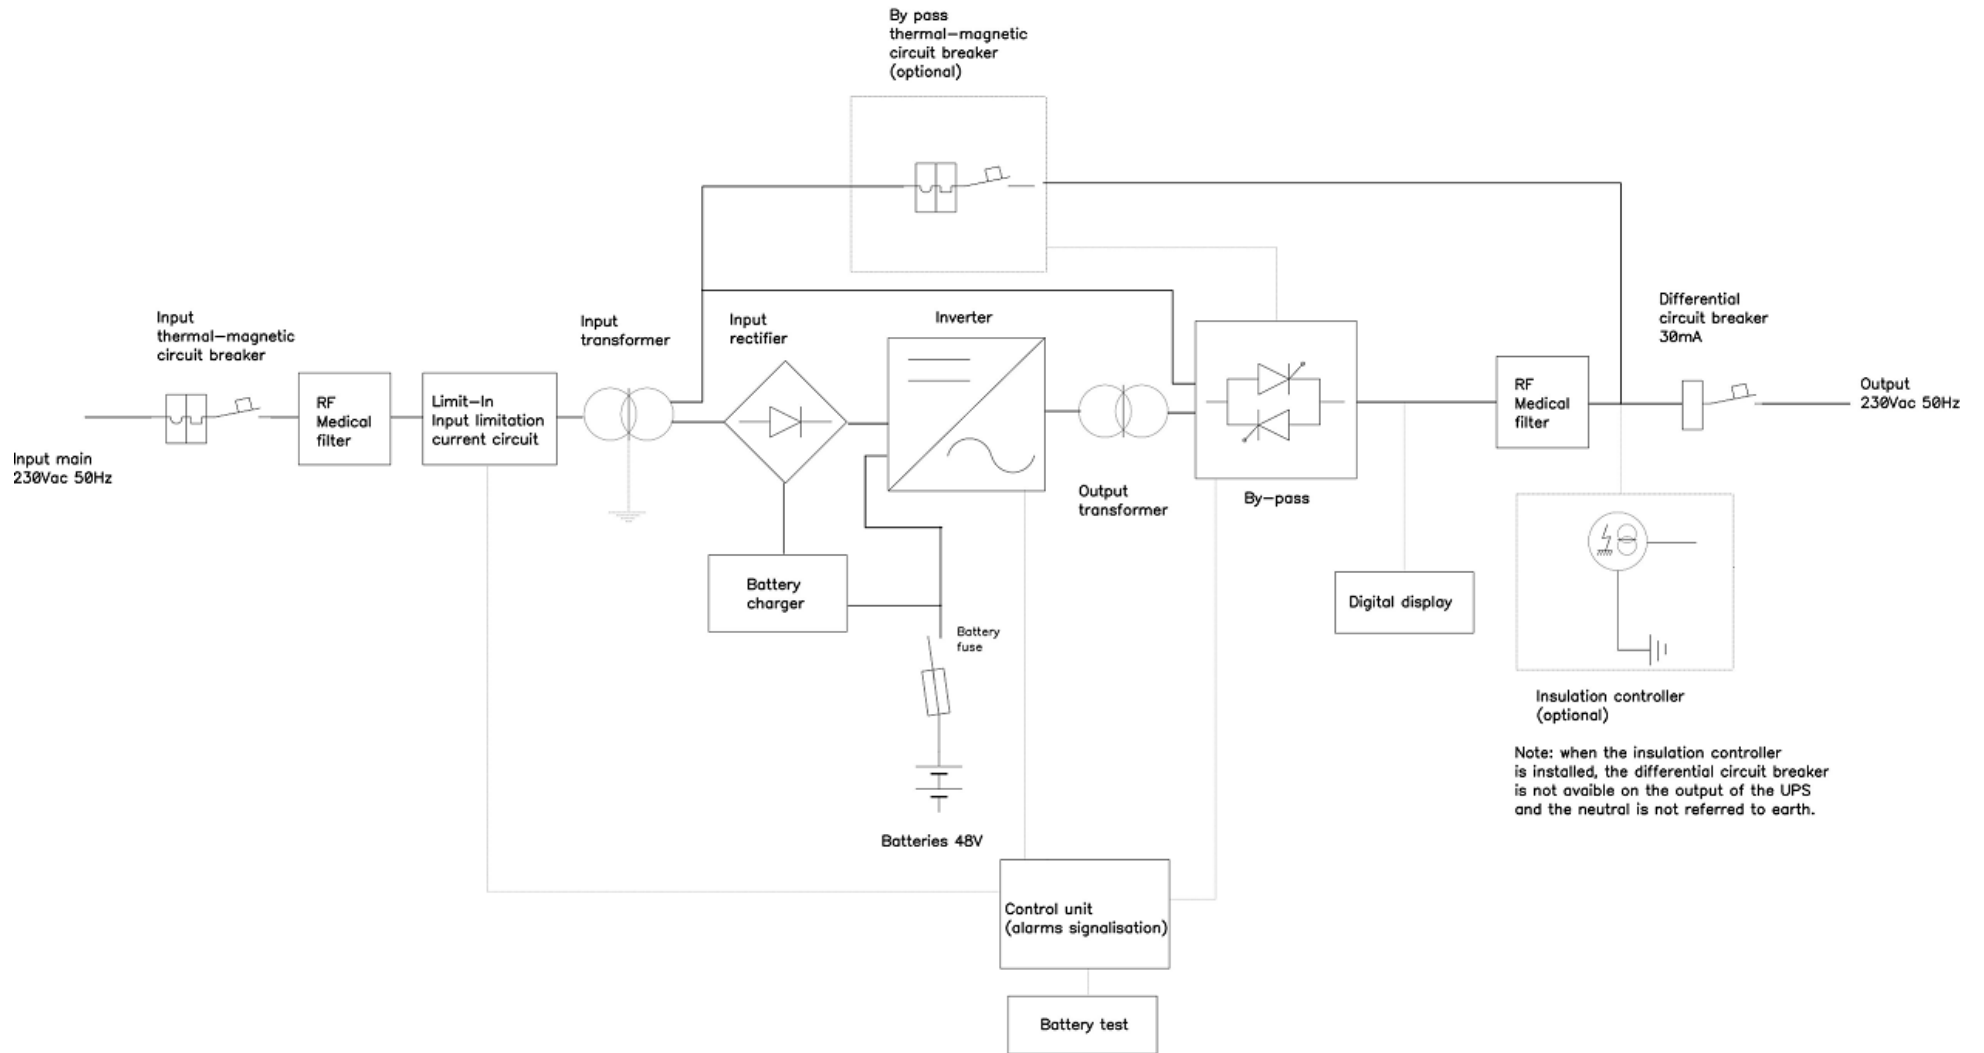 By pass
thermal-magnetic
circuit breaker
(optional)
Input
thermal-magnetic
circuit breaker
Input main
230Vac 50Hz
RF
Medical
filter
Limit-In
Input limitation
current circuit
Input
transformer
Input
rectifier
Inverter
Output
transformer
By-pass
RF
Medical
filter
Differential
circuit breaker
30mA
Output
230Vac 50Hz
Battery
charger
Battery
fuse
Batteries 48V
Digital display
Insulation controller
(optional)
Note: when the insulation controller
is installed, the differential circuit breaker
is not avaible on the output of the UPS
and the neutral is not referred to earth.
Control unit
(alarms signalisation)
Battery test